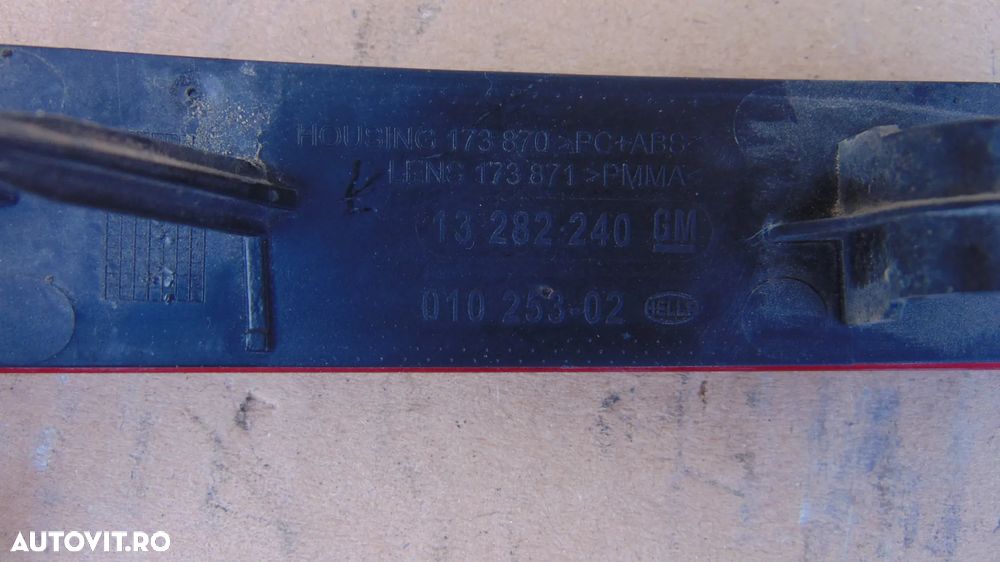 HOUSING 173 870 >PC+ABS<
LENS 173 871 >PMMA<
13 282 240 GM
010 253-02 HELLA
AUTOVIT.RO